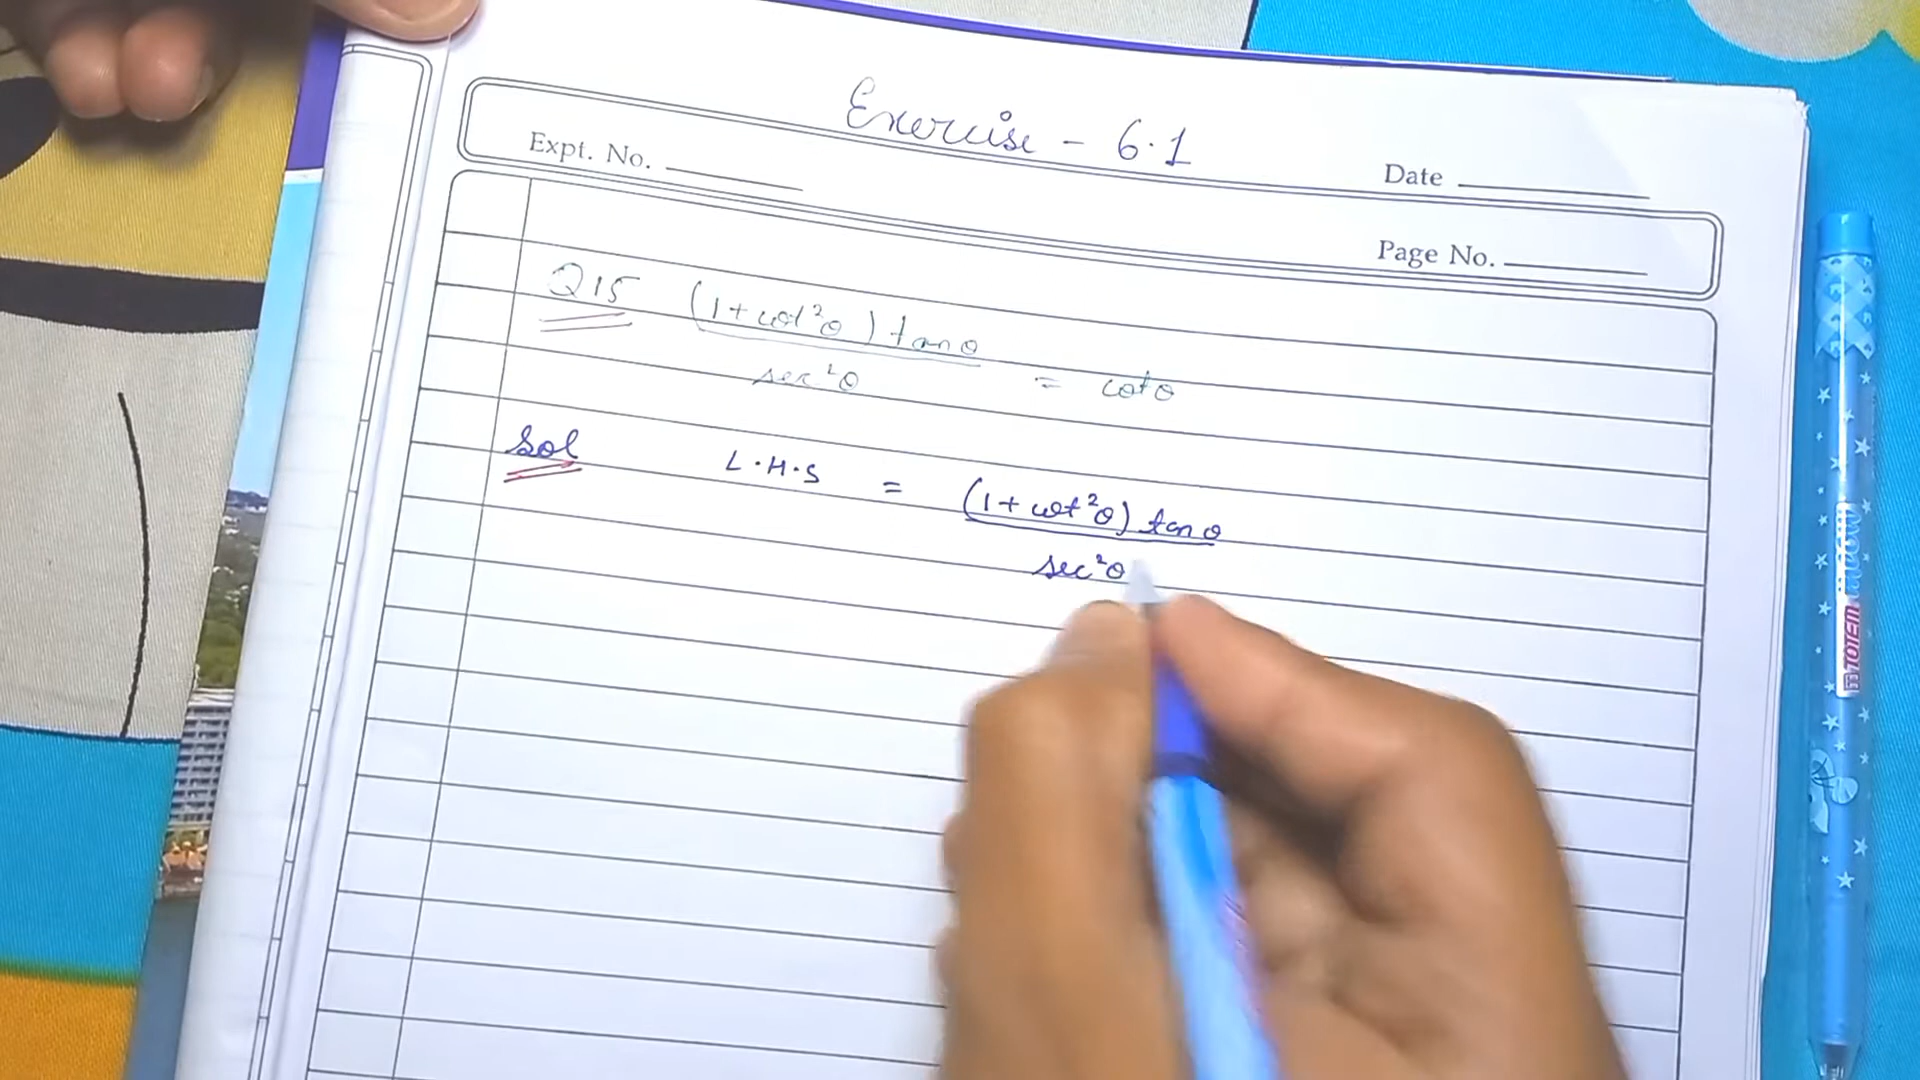 Exercise - 6.1
Expt. No.
Date
Page No.
Q15 (1+cot²θ) tanθ
sec²θ = cotθ
Sol L.H.S = (1+cot²θ) tanθ
sec²θ
TOTEM